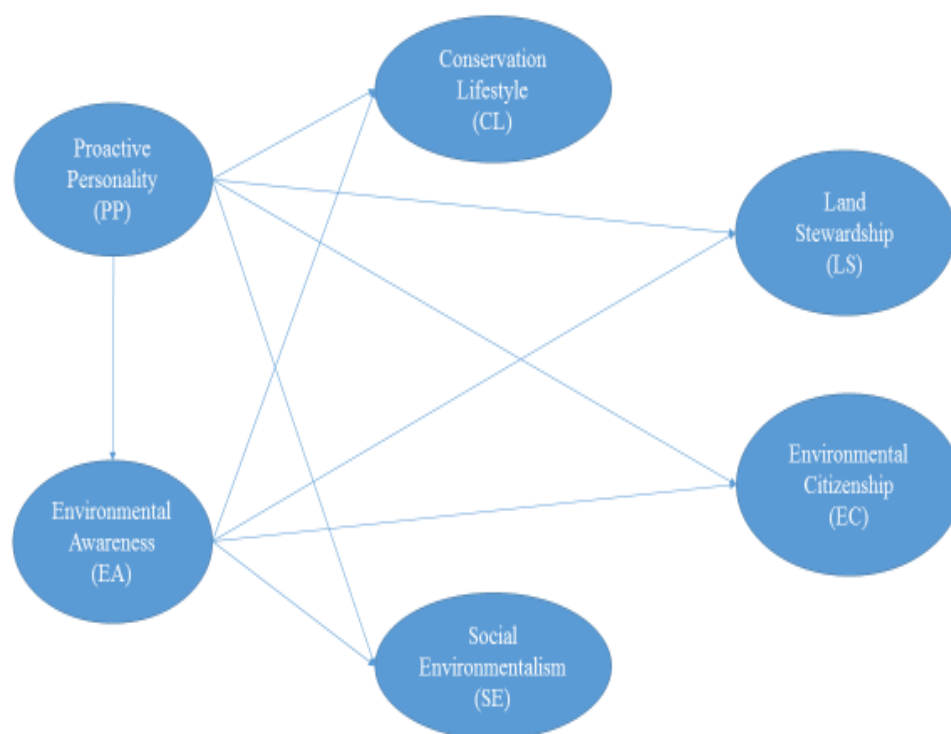 Conservation
Lifestyle
(CL)
Proactive
Personality
(PP)
Land
Stewardship
(LS)
Environmental
Citizenship
(EC)
Environmental
Awareness
(EA)
Social
Environmentalism
(SE)